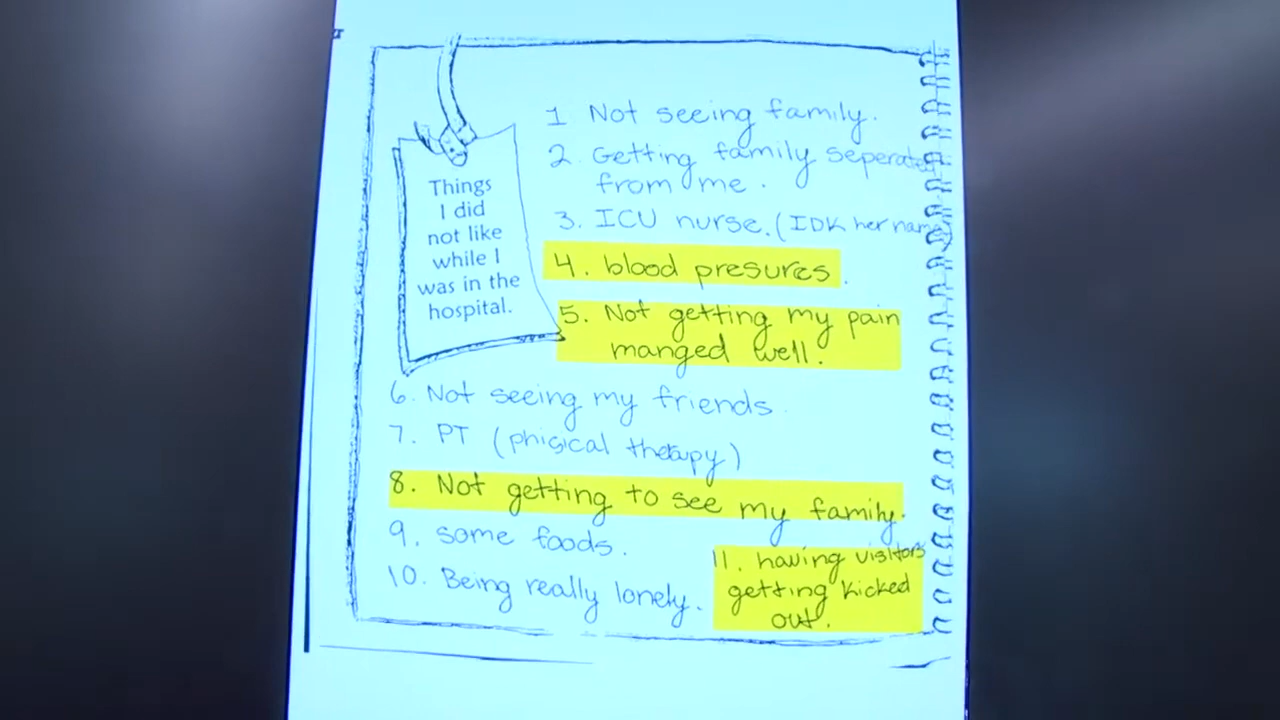 Things
I did
not like
while I
was in the
hospital.
1 Not seeing family.
2. Getting family seperated
from me.
3. ICU nurse. (IDK her name
4. blood presures.
5. Not getting my pain
manged well.
6. Not seeing my friends.
7. PT (phisical therapy)
8. Not getting to see my family.
9. some foods.
10. Being really lonely.
11. having visitors
getting kicked
out.